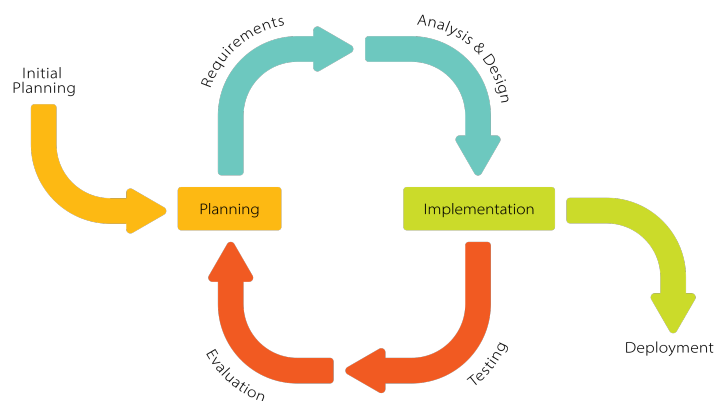 Initial
Planning
Requirements
Analysis & Design
Planning
Implementation
Evaluation
Testing
Deployment